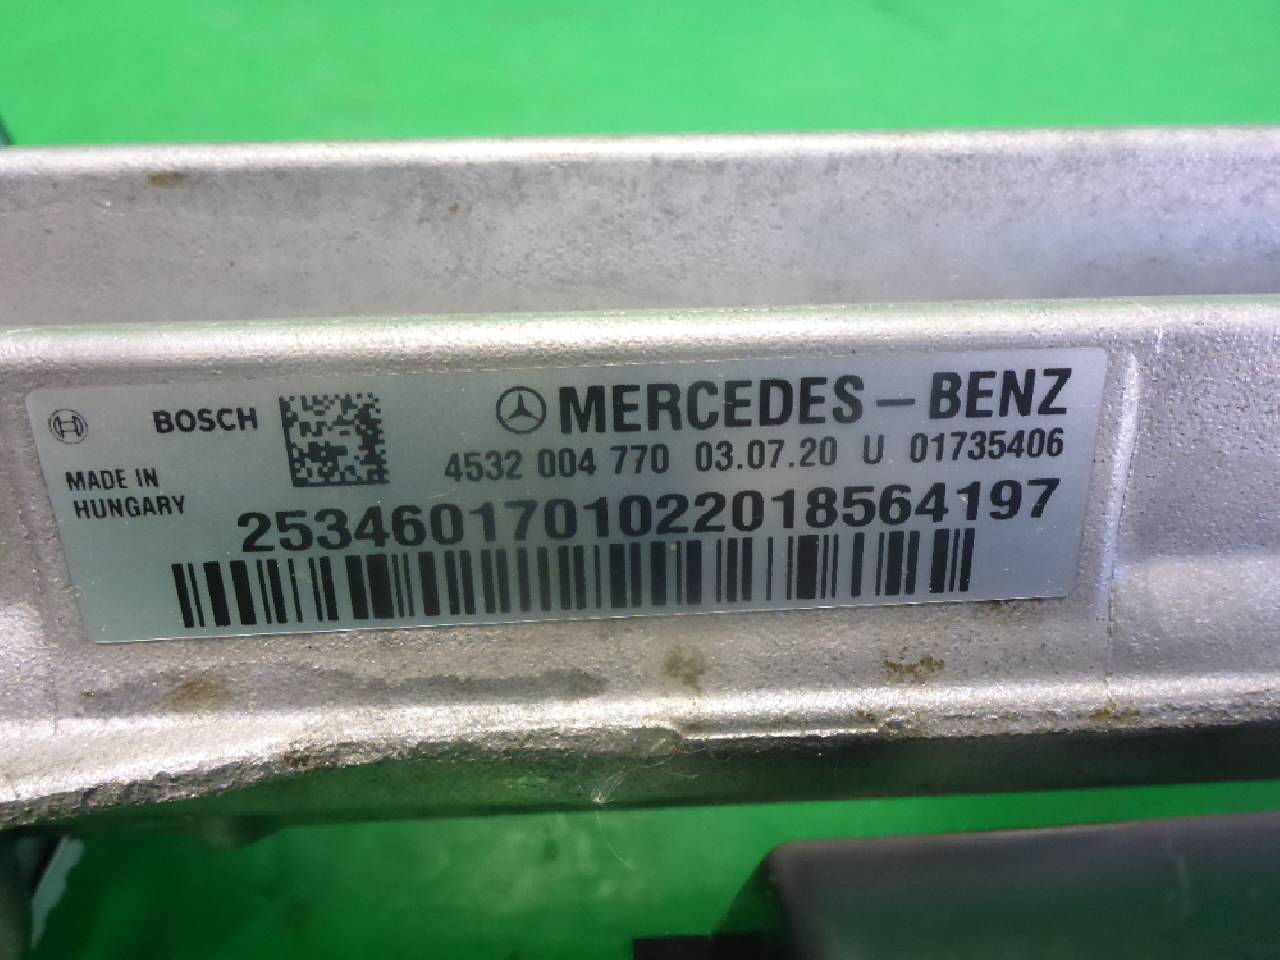 BOSCH
MERCEDES-BENZ
4532 004 770 03.07.20 U 01735406
MADE IN
HUNGARY
2534601701022018564197